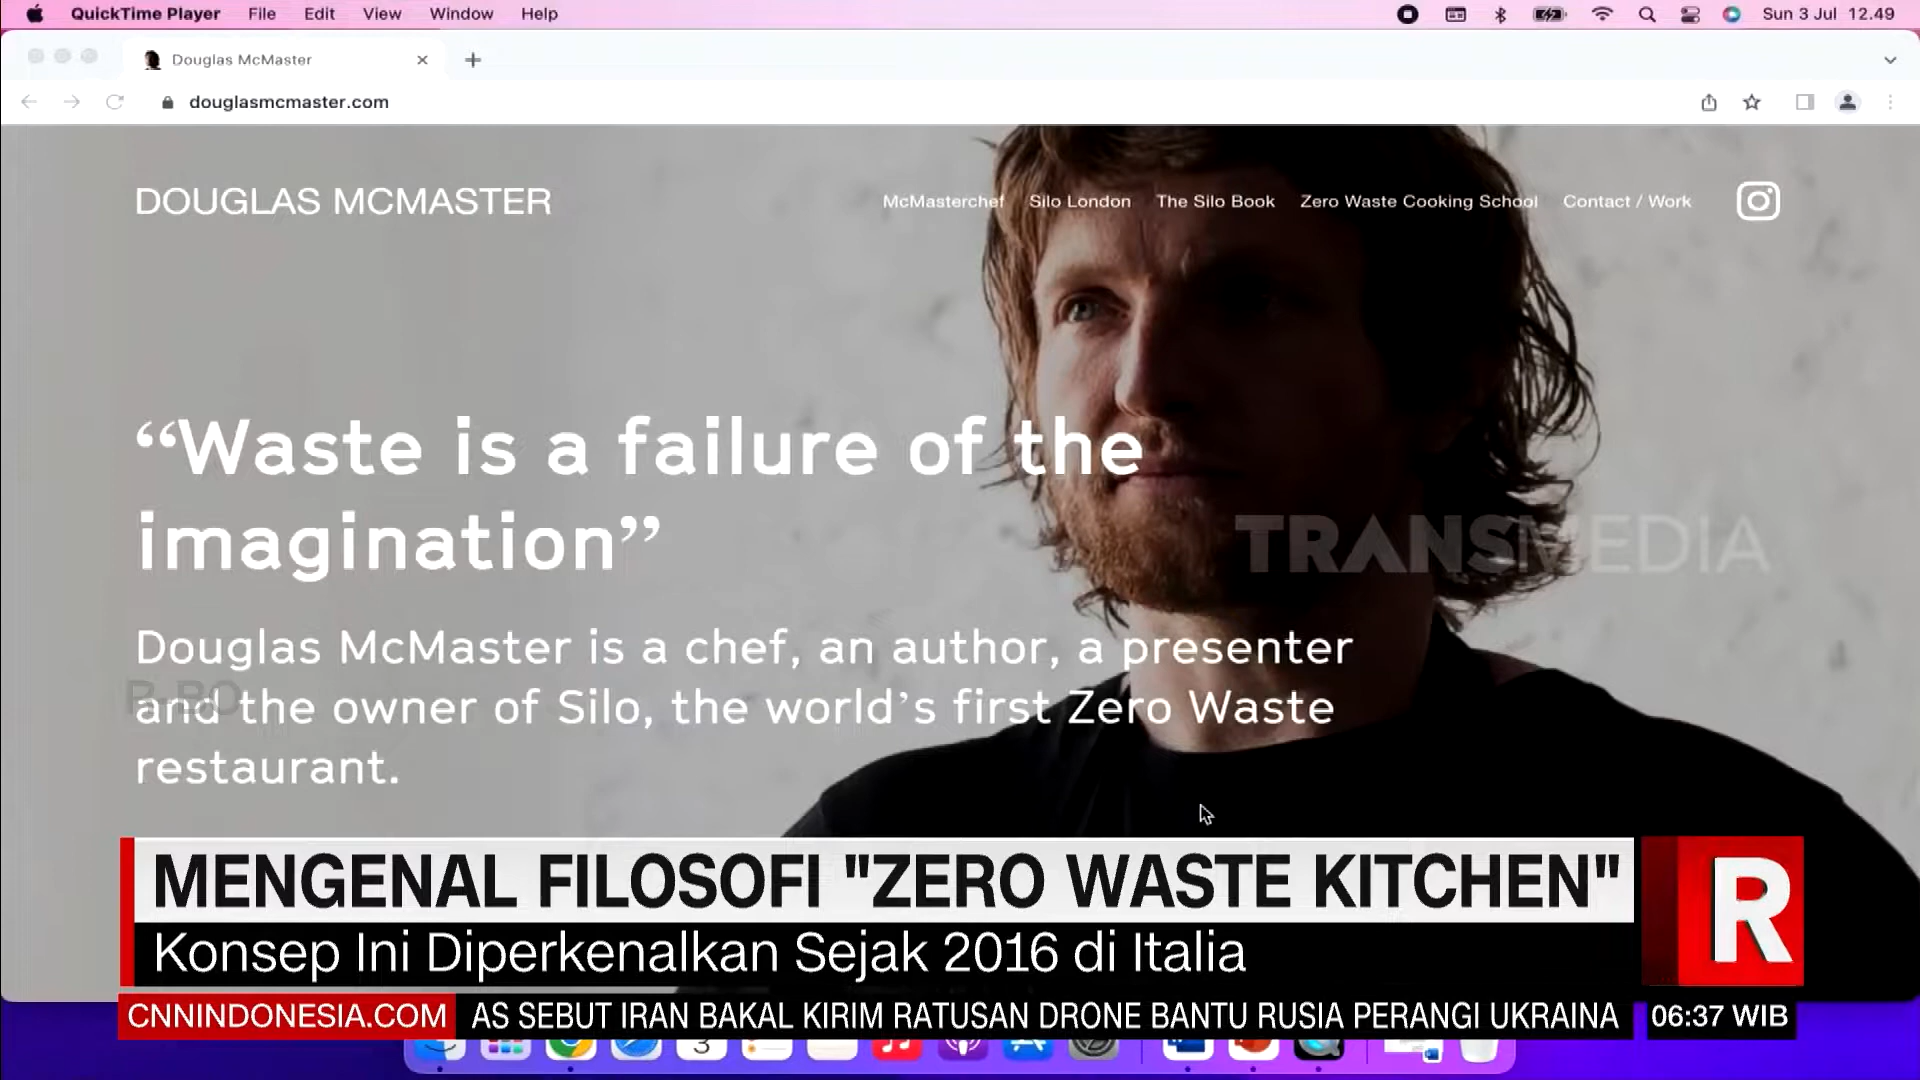 QuickTime Player File Edit View Window Help Sun 3 Jul 12.49
Douglas McMaster
douglasmcmaster.com
DOUGLAS MCMASTER
McMasterchef Silo London The Silo Book Zero Waste Cooking School Contact / Work
“Waste is a failure of the
imagination”
TRANSMEDIA
Douglas McMaster is a chef, an author, a presenter
and the owner of Silo, the world’s first Zero Waste
restaurant.
P-BO
MENGENAL FILOSOFI "ZERO WASTE KITCHEN"
R
Konsep Ini Diperkenalkan Sejak 2016 di Italia
CNNINDONESIA.COM AS SEBUT IRAN BAKAL KIRIM RATUSAN DRONE BANTU RUSIA PERANGI UKRAINA 06:37 WIB
3